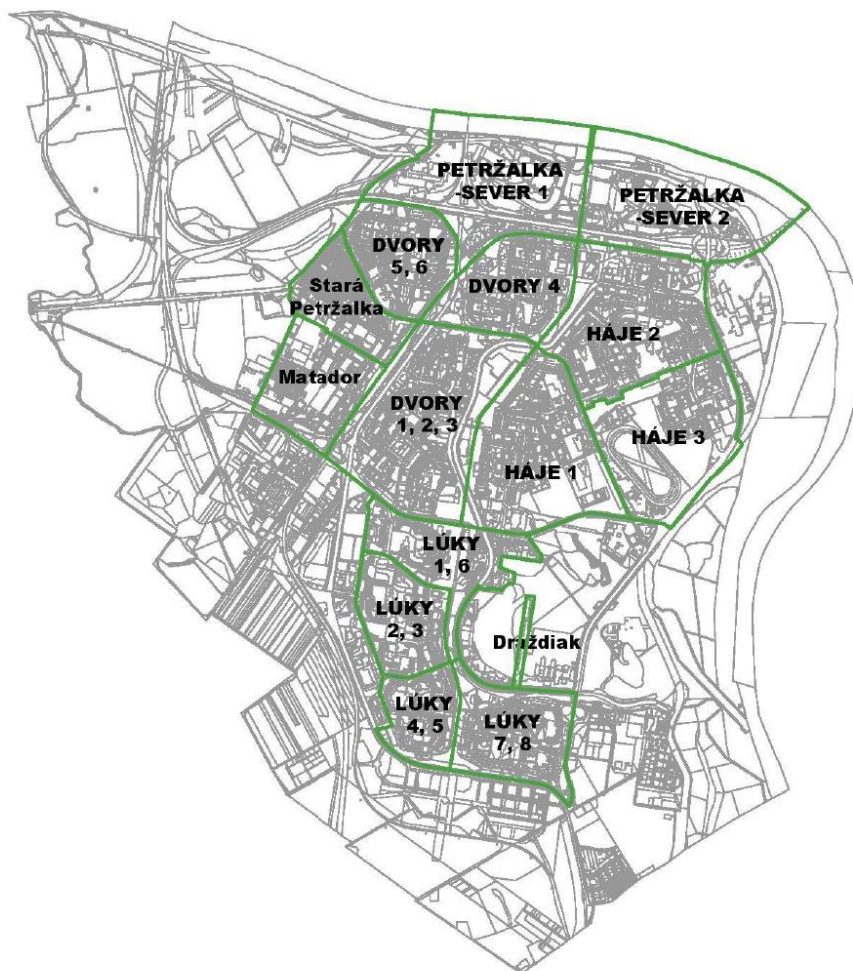 PETRŽALKA
-SEVER 1
PETRŽALKA
-SEVER 2
DVORY
5, 6
DVORY 4
Stará
Petržalka
HÁJE 2
Matador
DVORY
1, 2, 3
HÁJE 3
HÁJE 1
LÚKY
1, 6
LÚKY
2, 3
Draždiak
LÚKY
4, 5
LÚKY
7, 8